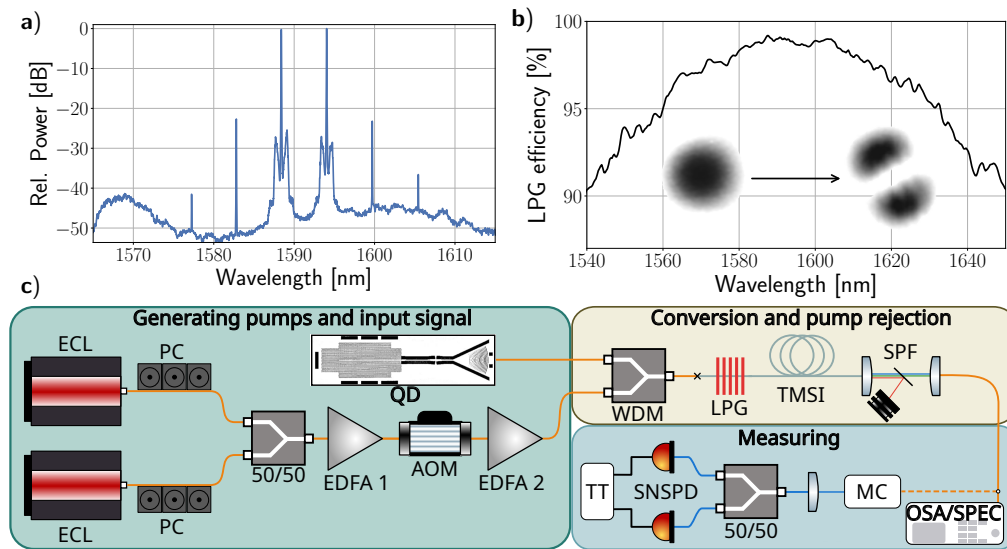 a)
Rel. Power [dB]
0
−10
−20
−30
−40
−50
1570 1580 1590 1600 1610
Wavelength [nm]
b)
LPG efficiency [%]
100
95
90
1540 1560 1580 1600 1620 1640
Wavelength [nm]
c)
Generating pumps and input signal
ECL
PC
QD
50/50
EDFA 1
AOM
EDFA 2
ECL
PC
Conversion and pump rejection
WDM
LPG
TMSI
SPF
Measuring
TT
SNSPD
50/50
MC
OSA/SPEC